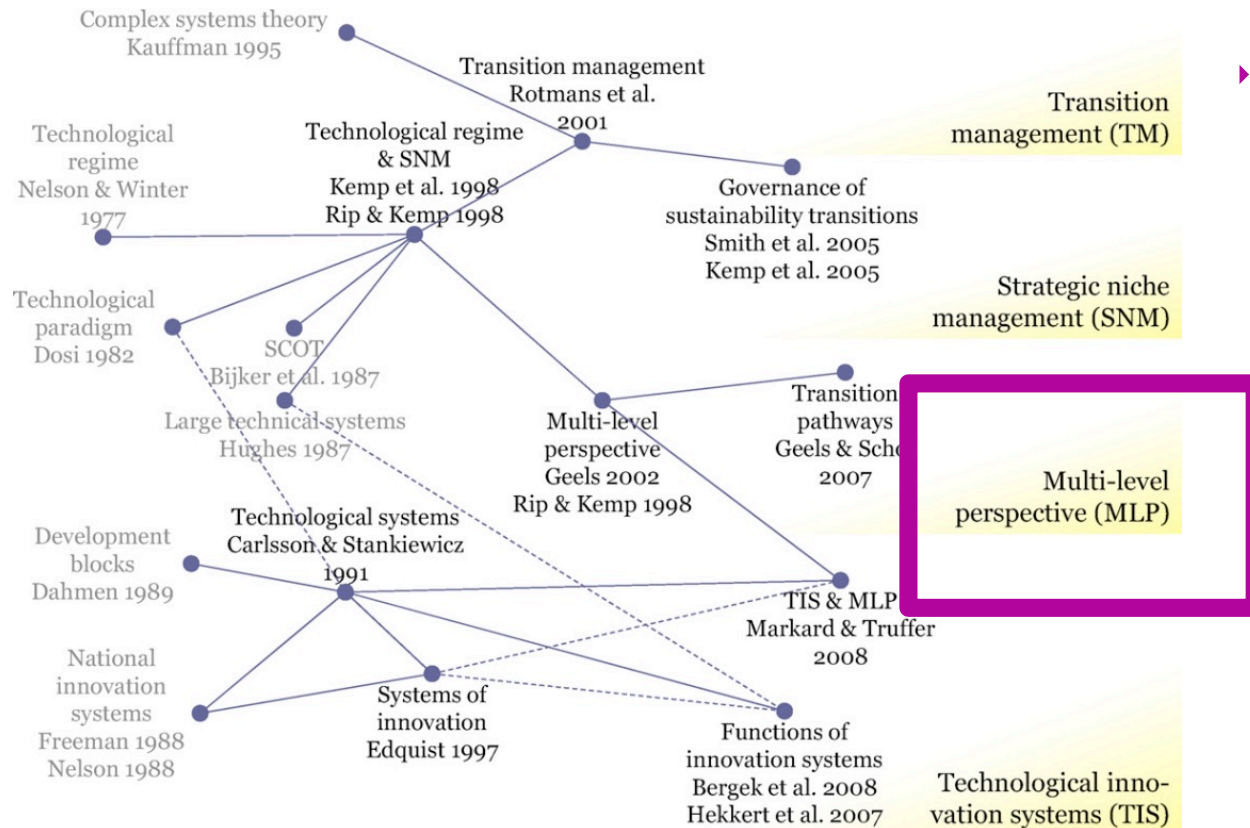 Complex systems theory
Kauffman 1995
Transition management
Rotmans et al.
2001
Transition
management (TM)
Technological
regime
Nelson & Winter
1977
Technological regime
& SNM
Kemp et al. 1998
Rip & Kemp 1998
Governance of
sustainability transitions
Smith et al. 2005
Kemp et al. 2005
Strategic niche
management (SNM)
Technological
paradigm
Dosi 1982
SCOT
Bijker et al. 1987
Large technical systems
Hughes 1987
Multi-level
perspective
Geels 2002
Rip & Kemp 1998
Transition
pathways
Geels &
2007
Multi-level
perspective (MLP)
Technological systems
Carlsson & Stankiewicz
1991
Development
blocks
Dahmen 1989
TIS & MLP
Markard & Truffer
2008
National
innovation
systems
Freeman 1988
Nelson 1988
Systems of
innovation
Edquist 1997
Functions of
innovation systems
Bergek et al. 2008
Hekkert et al. 2007
Technological inno-
vation systems (TIS)